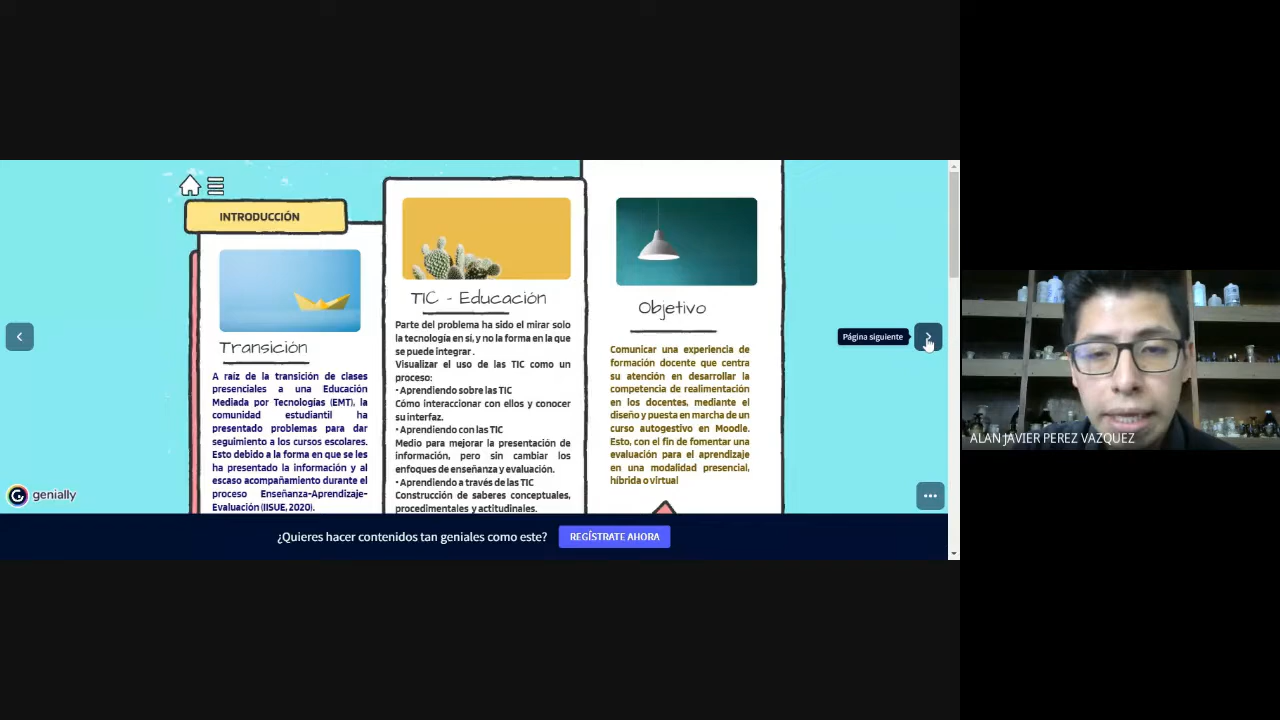 INTRODUCCIÓN
Transición
A raíz de la transición de clases
presenciales a una Educación
Mediada por Tecnologías (EMT), la
comunidad estudiantil ha
presentado problemas para dar
seguimiento a los cursos escolares.
Esto debido a la forma en que se les
ha presentado la información y al
escaso acompañamiento durante el
proceso Enseñanza-Aprendizaje-
Evaluación (IISUE, 2020).
TIC - Educación
Parte del problema ha sido el mirar solo
la tecnología en sí, y no la forma en la que
se puede integrar .
Visualizar el uso de las TIC como un
proceso:
• Aprendiendo sobre las TIC
Cómo interaccionar con ellos y conocer
su interfaz.
• Aprendiendo con las TIC
Medio para mejorar la presentación de
información, pero sin cambiar los
enfoques de enseñanza y evaluación.
• Aprendiendo a través de las TIC
Construcción de saberes conceptuales,
procedimentales y actitudinales.
Objetivo
Comunicar una experiencia de
formación docente que centra
su atención en desarrollar la
competencia de realimentación
en los docentes, mediante el
diseño y puesta en marcha de un
curso autogestivo en Moodle.
Esto, con el fin de fomentar una
evaluación para el aprendizaje
en una modalidad presencial,
híbrida o virtual
Página siguiente
genially
¿Quieres hacer contenidos tan geniales como este?
REGÍSTRATE AHORA
ALAN JAVIER PEREZ VAZQUEZ